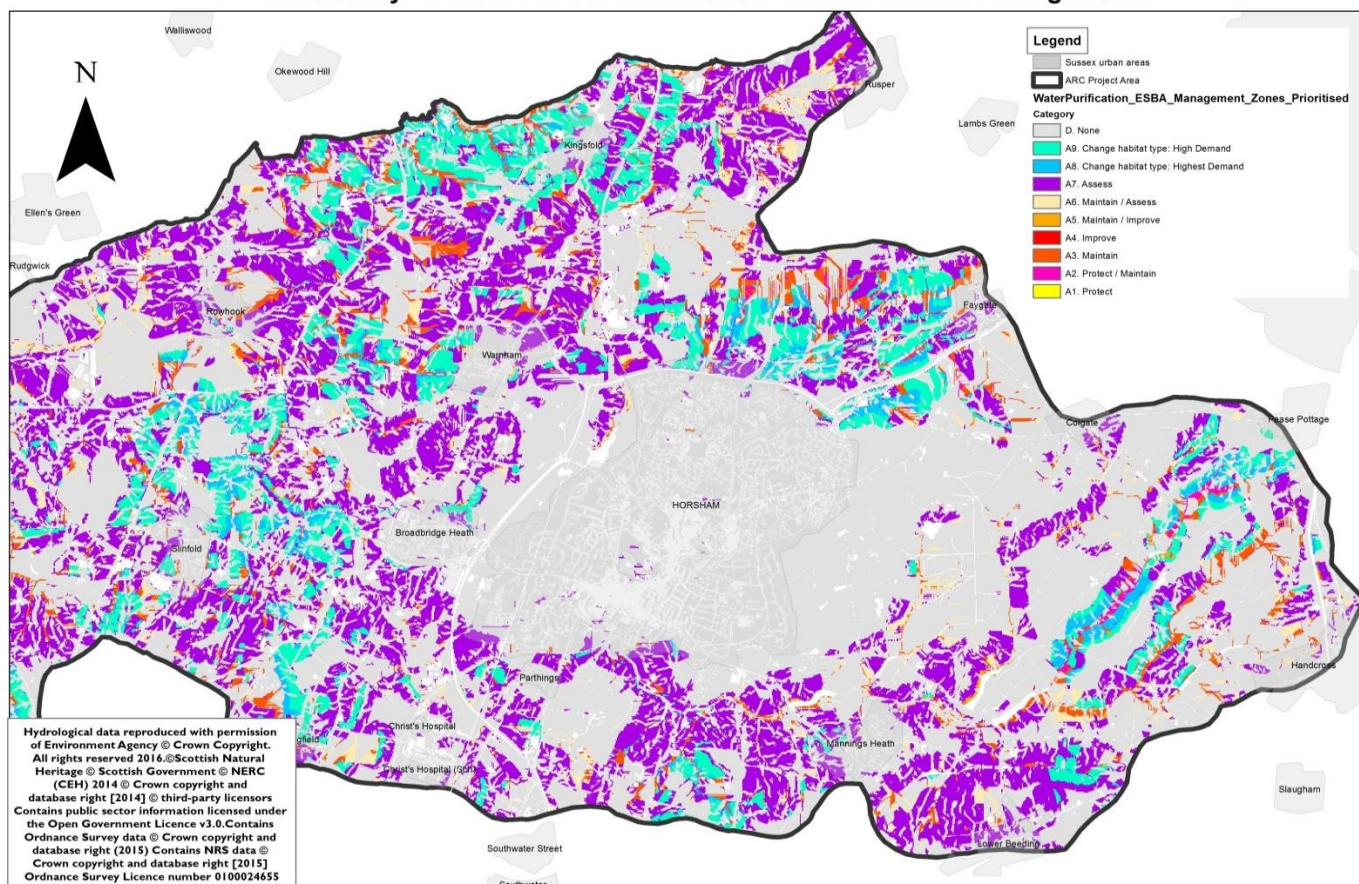 Walliswood
Okewood Hill
N
Rusper
Lambs Green
Kingsfold
Ellen's Green
Rudgwick
Rowhook
Faygate
Warnham
Colgate
Pease Pottage
HORSHAM
Broadbridge Heath
Slinfold
Handcross
Parthings
Christ's Hospital
Mannings Heath
Christ's Hospital (Sch)
Slaugham
Lower Beeding
Southwater Street
Legend
Sussex urban areas
ARC Project Area
WaterPurification_ESBA_Management_Zones_Prioritised
Category
D. None
A9. Change habitat type: High Demand
A8. Change habitat type: Highest Demand
A7. Assess
A6. Maintain / Assess
A5. Maintain / Improve
A4. Improve
A3. Maintain
A2. Protect / Maintain
A1. Protect
Hydrological data reproduced with permission
of Environment Agency © Crown Copyright.
All rights reserved 2016.©Scottish Natural
Heritage © Scottish Government © NERC
(CEH) 2014 © Crown copyright and
database right [2014] © third-party licensors
Contains public sector information licensed under
the Open Government Licence v3.0.Contains
Ordnance Survey data © Crown copyright and
database right (2015) Contains NRS data ©
Crown copyright and database right [2015]
Ordnance Survey Licence number 0100024655